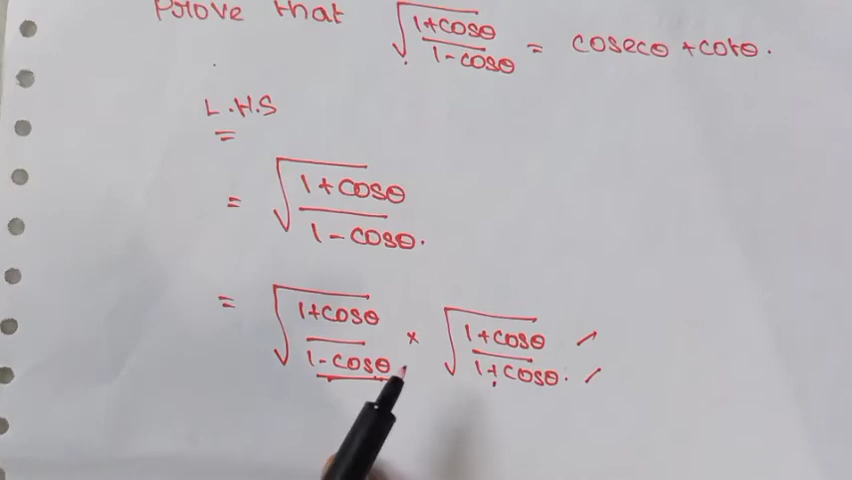 Prove that √(1+cosθ/1-cosθ) = cosecθ +cotθ.
L.H.S
=
= √(1+cosθ/1-cosθ).
= √(1+cosθ/1-cosθ) × √(1+cosθ/1+cosθ).